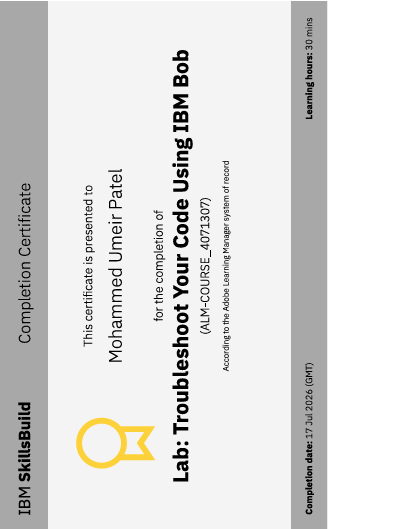 IBM SkillsBuild Completion Certificate
This certificate is presented to
Mohammed Umeir Patel
for the completion of
Lab: Troubleshoot Your Code Using IBM Bob
(ALM-COURSE_4071307)
According to the Adobe Learning Manager system of record
Completion date: 17 Jul 2026 (GMT) Learning hours: 30 mins